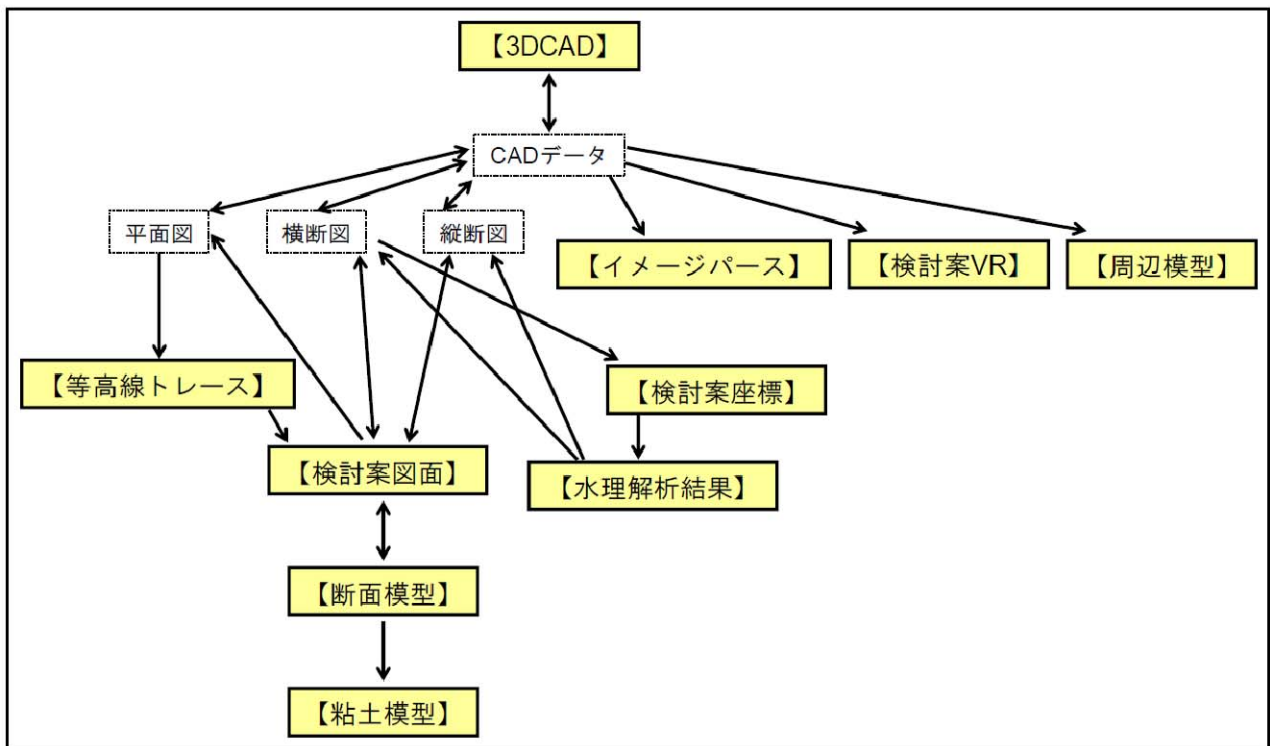 【3DCAD】
CADデータ
平面図
横断図
縦断図
【イメージパース】
【検討案VR】
【周辺模型】
【等高線トレース】
【検討案座標】
【検討案図面】
【水理解析結果】
【断面模型】
【粘土模型】